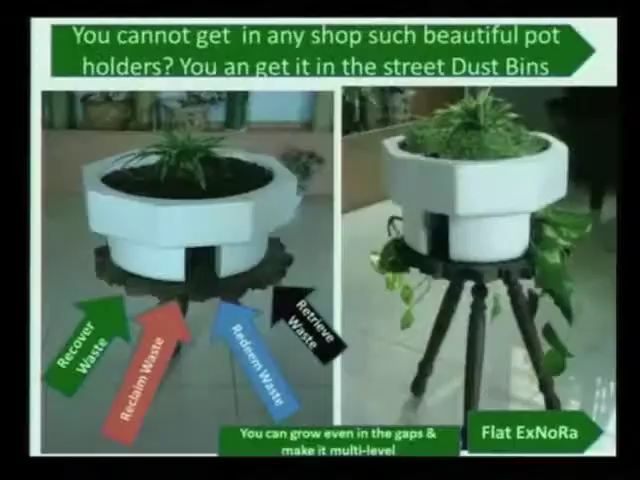 You cannot get in any shop such beautiful pot
holders? You an get it in the street Dust Bins
Recover
Waste
Reclaim Waste
Redeem Waste
Retrieve
Waste
You can grow even in the gaps &
make it multi-level
Flat ExNoRa